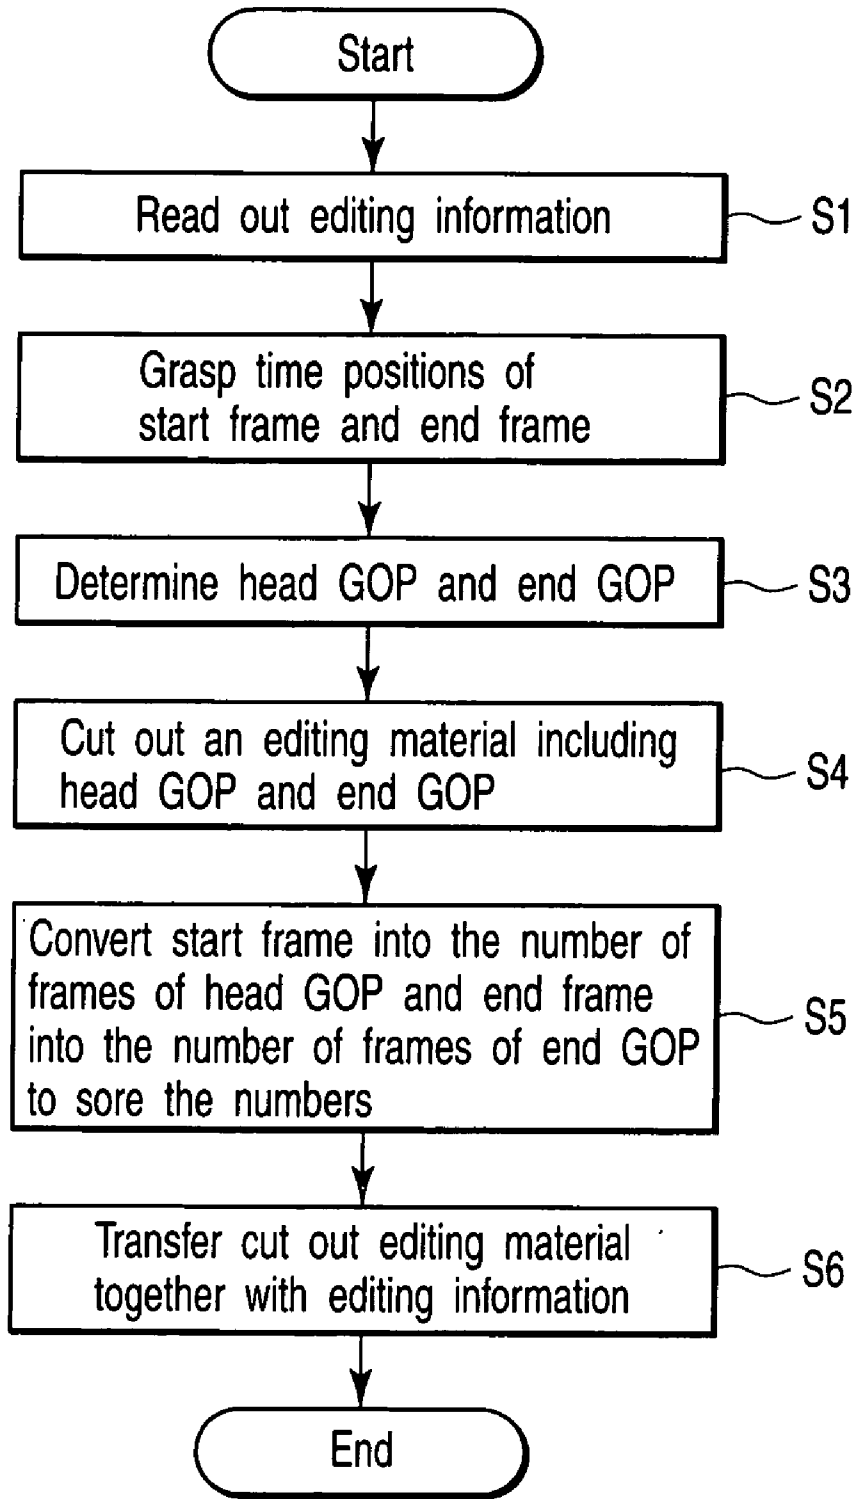 Start
Read out editing information
S1
Grasp time positions of
start frame and end frame
S2
Determine head GOP and end GOP
S3
Cut out an editing material including
head GOP and end GOP
S4
Convert start frame into the number of
frames of head GOP and end frame
into the number of frames of end GOP
to sore the numbers
S5
Transfer cut out editing material
together with editing information
S6
End